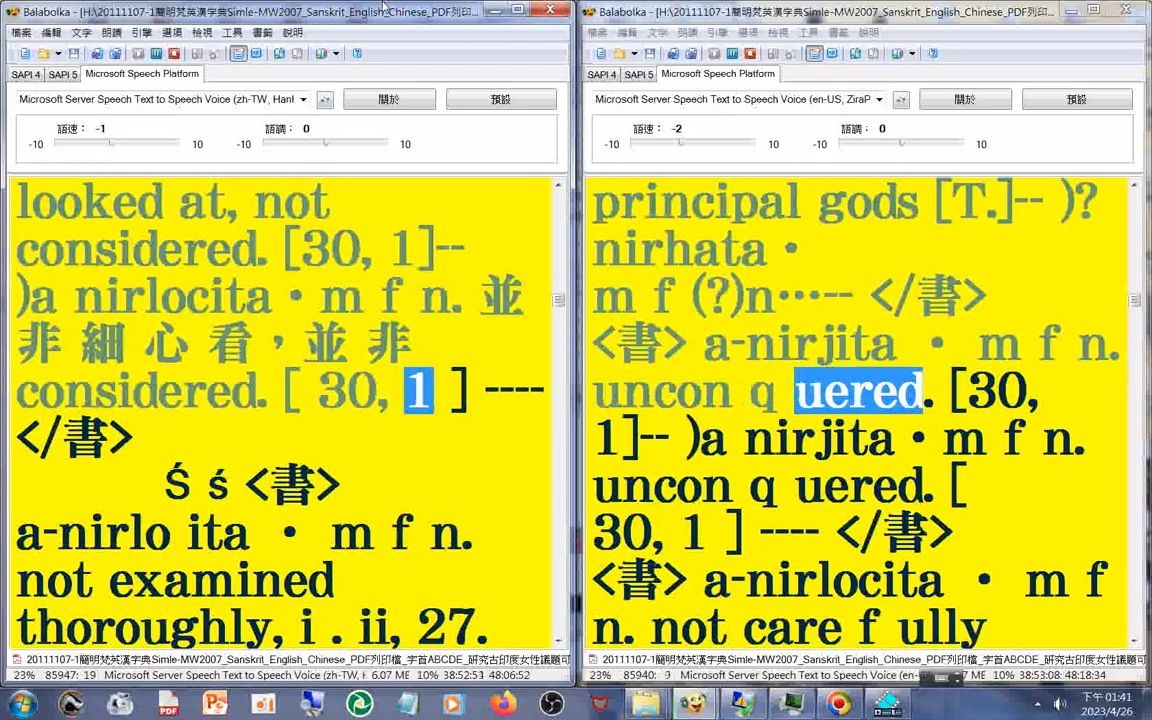 Balabolka - [H:\20111107-1簡明梵英漢字典Simle-MW2007_Sanskrit_English_Chinese_PDF列印...
檔案 編輯 文字 朗讀 引擎 選項 檢視 工具 書籤 說明
SAPI 4 SAPI 5 Microsoft Speech Platform
Microsoft Server Speech Text to Speech Voice (zh-TW, HanH
關於 預設
語速： -1 語調： 0
-10 10 -10 10
looked at, not
considered. [30, 1]--
)a nirlocita • m f n. 並
非 細 心 看，並 非
considered. [ 30, 1 ] ----
</書>
Ś ś <書>
a-nirlo ita • m f n.
not examined
thoroughly, i . ii, 27.
20111107-1簡明梵英漢字典Simle-MW2007_Sanskrit_English_Chinese_PDF列印檔_字首ABCDE_研究古印度女性議題可
23% 85947: 19 Microsoft Server Speech Text to Speech Voice (zh-TW, H 6.07 MB 10% 38:52:53 48:06:52
Balabolka - [H:\20111107-1簡明梵英漢字典Simle-MW2007_Sanskrit_English_Chinese_PDF列印...
檔案 編輯 文字 朗讀 引擎 選項 檢視 工具 書籤 說明
SAPI 4 SAPI 5 Microsoft Speech Platform
Microsoft Server Speech Text to Speech Voice (en-US, ZiraP
關於 預設
語速： -2 語調： 0
-10 10 -10 10
principal gods [T.]-- )?
nirhata •
m f (?)n…-- </書>
<書> a-nirjita • m f n.
uncon q uered. [30,
1]-- )a nirjita • m f n.
uncon q uered. [
30, 1 ] ---- </書>
<書> a-nirlocita • m f
n. not care f ully
20111107-1簡明梵英漢字典Simle-MW2007_Sanskrit_English_Chinese_PDF列印檔_字首ABCDE_研究古印度女性議題可
23% 85940: 9 Microsoft Server Speech Text to Speech Voice 10% 38:53:08 48:18:34
下午 01:41
2023/4/26